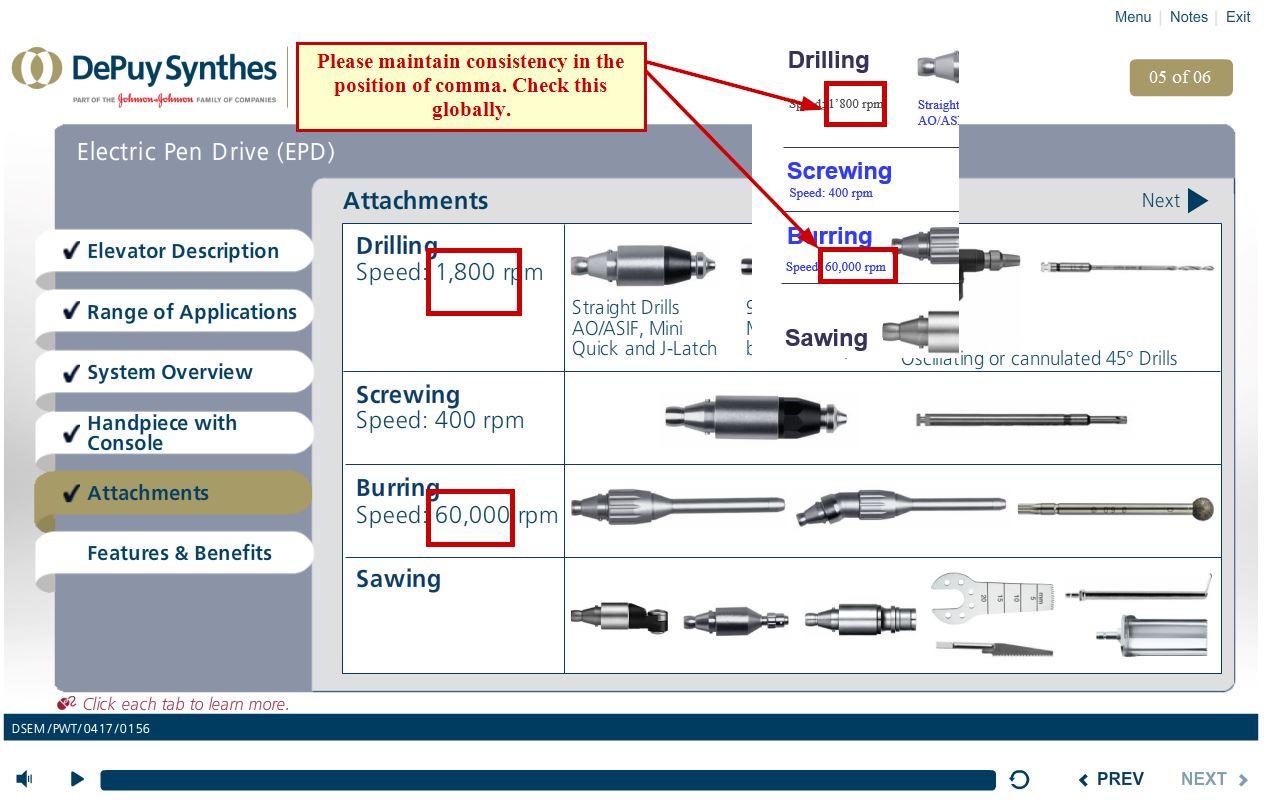 Menu | Notes | Exit
DePuy Synthes
PART OF THE Johnson-Johnson FAMILY OF COMPANIES
Please maintain consistency in the
position of comma. Check this
globally.
Drilling
Speed: 1’800 rpm
Straight
AO/ASI
Screwing
Speed: 400 rpm
Burring
Speed: 60,000 rpm
Sawing
05 of 06
Electric Pen Drive (EPD)
Attachments
Next
Elevator Description
Range of Applications
System Overview
Handpiece with
Console
Attachments
Features & Benefits
Drilling
Speed: 1,800 rpm
Straight Drills
AO/ASIF, Mini
Quick and J-Latch
Oscillating or cannulated 45° Drills
Screwing
Speed: 400 rpm
Burring
Speed: 60,000 rpm
Sawing
20 15 10 5 mm
Click each tab to learn more.
DSEM/PWT/0417/0156
PREV
NEXT